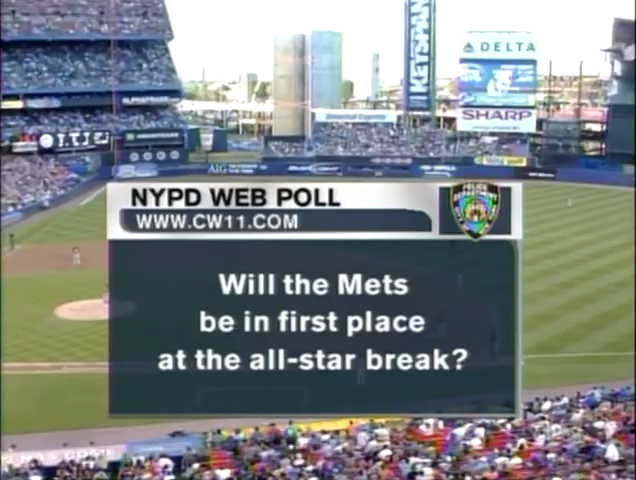 KEYSPAN
DELTA
SHARP
AIG
NYPD WEB POLL
WWW.CW11.COM
Will the Mets
be in first place
at the all-star break?